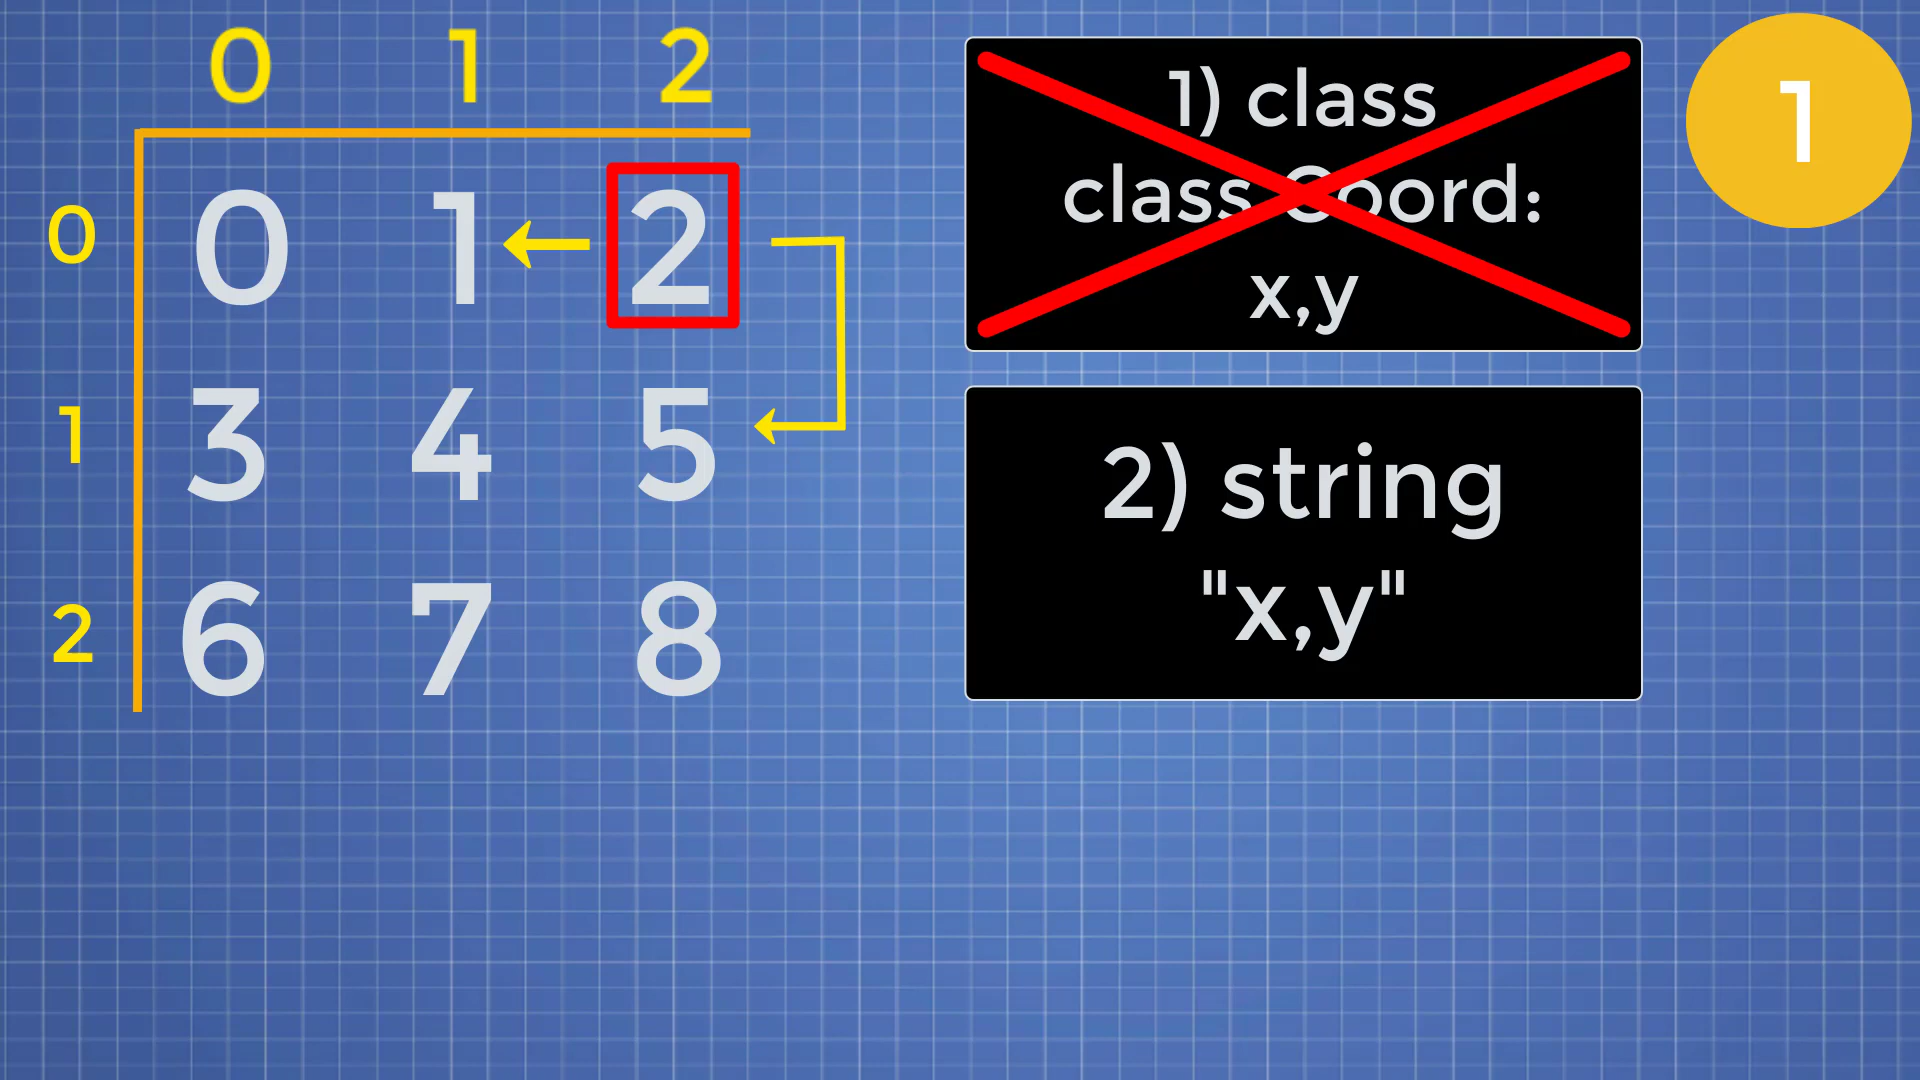 0 1 2
0 0 1 2
1 3 4 5
2 6 7 8
1) class
class Coord:
x,y
2) string
"x,y"
1